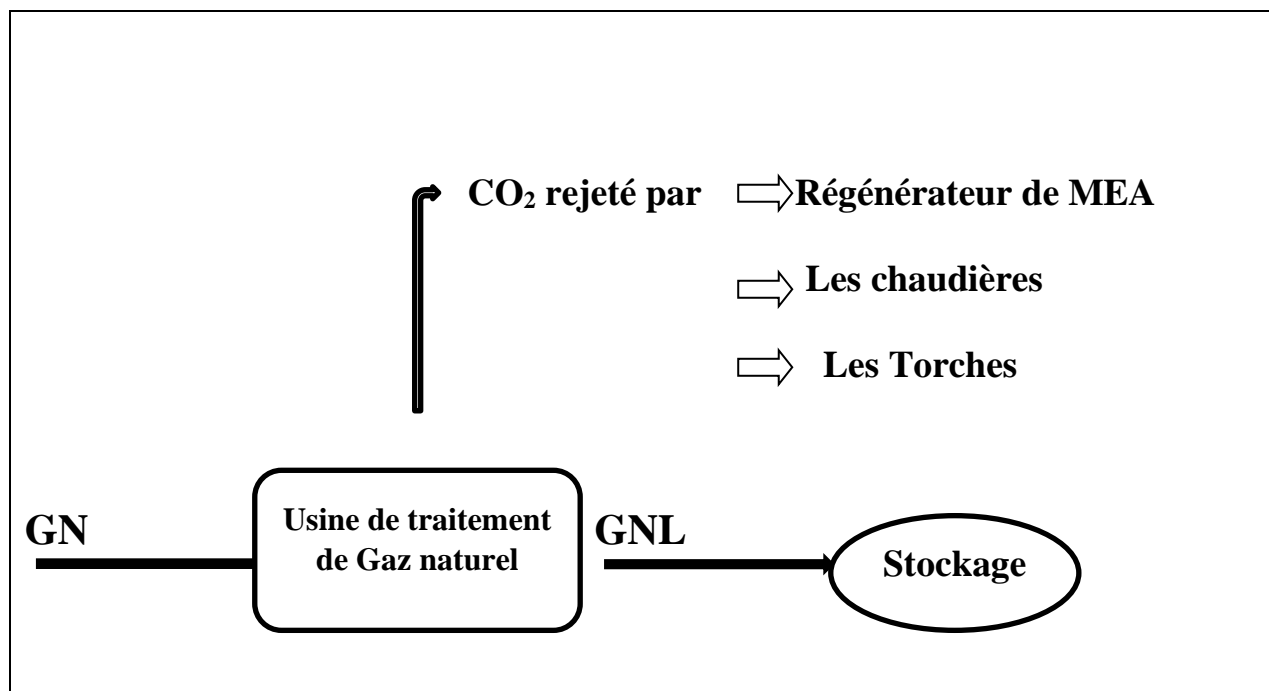 CO₂ rejeté par Régénérateur de MEA
Les chaudières
Les Torches
GN
Usine de traitement
de Gaz naturel
GNL
Stockage